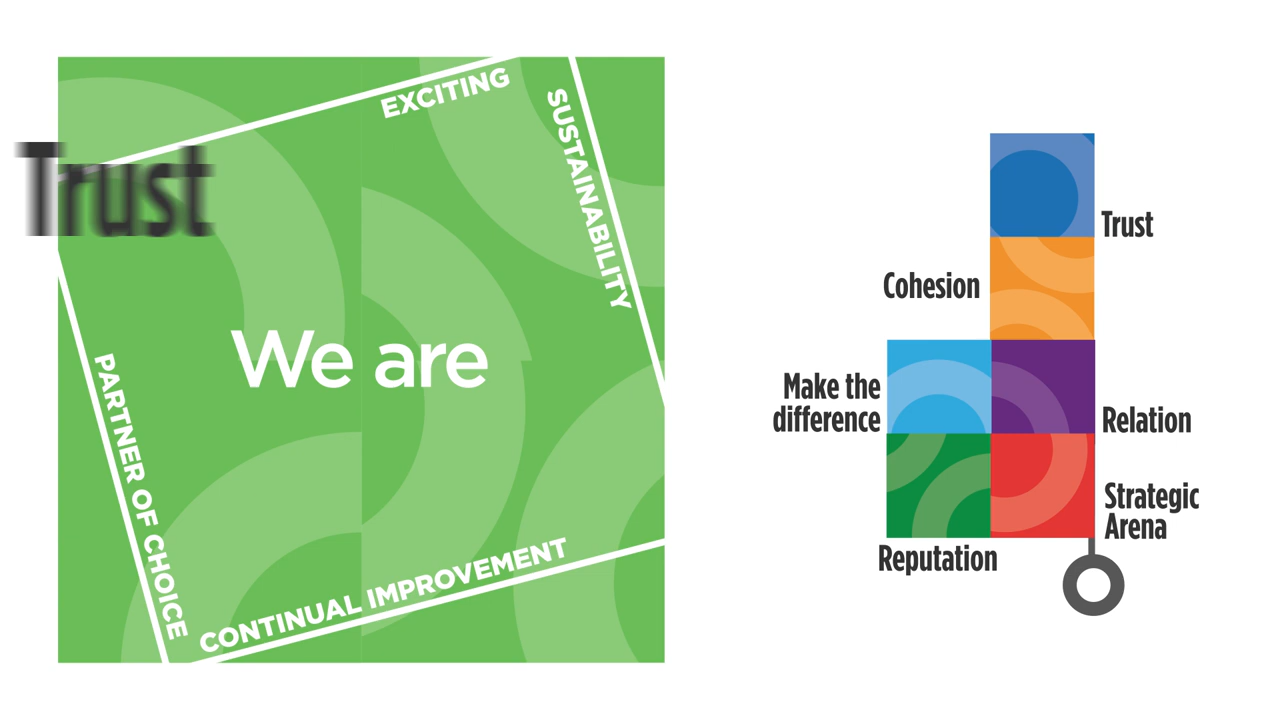 EXCITING
SUSTAINABILITY
Trust
We are
PARTNER OF CHOICE
CONTINUAL IMPROVEMENT
Trust
Cohesion
Make the
difference
Relation
Strategic
Arena
Reputation